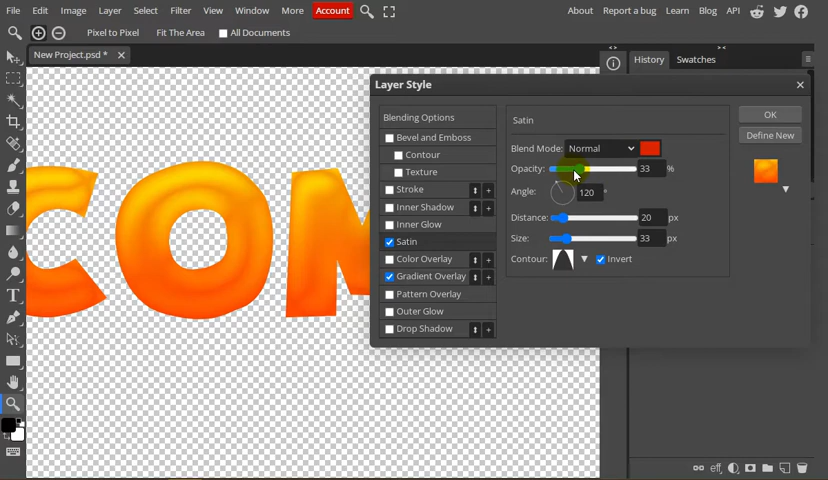 File Edit Image Layer Select Filter View Window More Account About Report a bug Learn Blog API
Pixel to Pixel Fit The Area All Documents
New Project.psd *
History Swatches
Layer Style
Blending Options
Bevel and Emboss
Contour
Texture
Stroke
Inner Shadow
Inner Glow
Satin
Color Overlay
Gradient Overlay
Pattern Overlay
Outer Glow
Drop Shadow
Satin
Blend Mode: Normal
Opacity: 33 %
Angle: 120 °
Distance: 20 px
Size: 33 px
Contour: Invert
OK
Define New
COM
eff